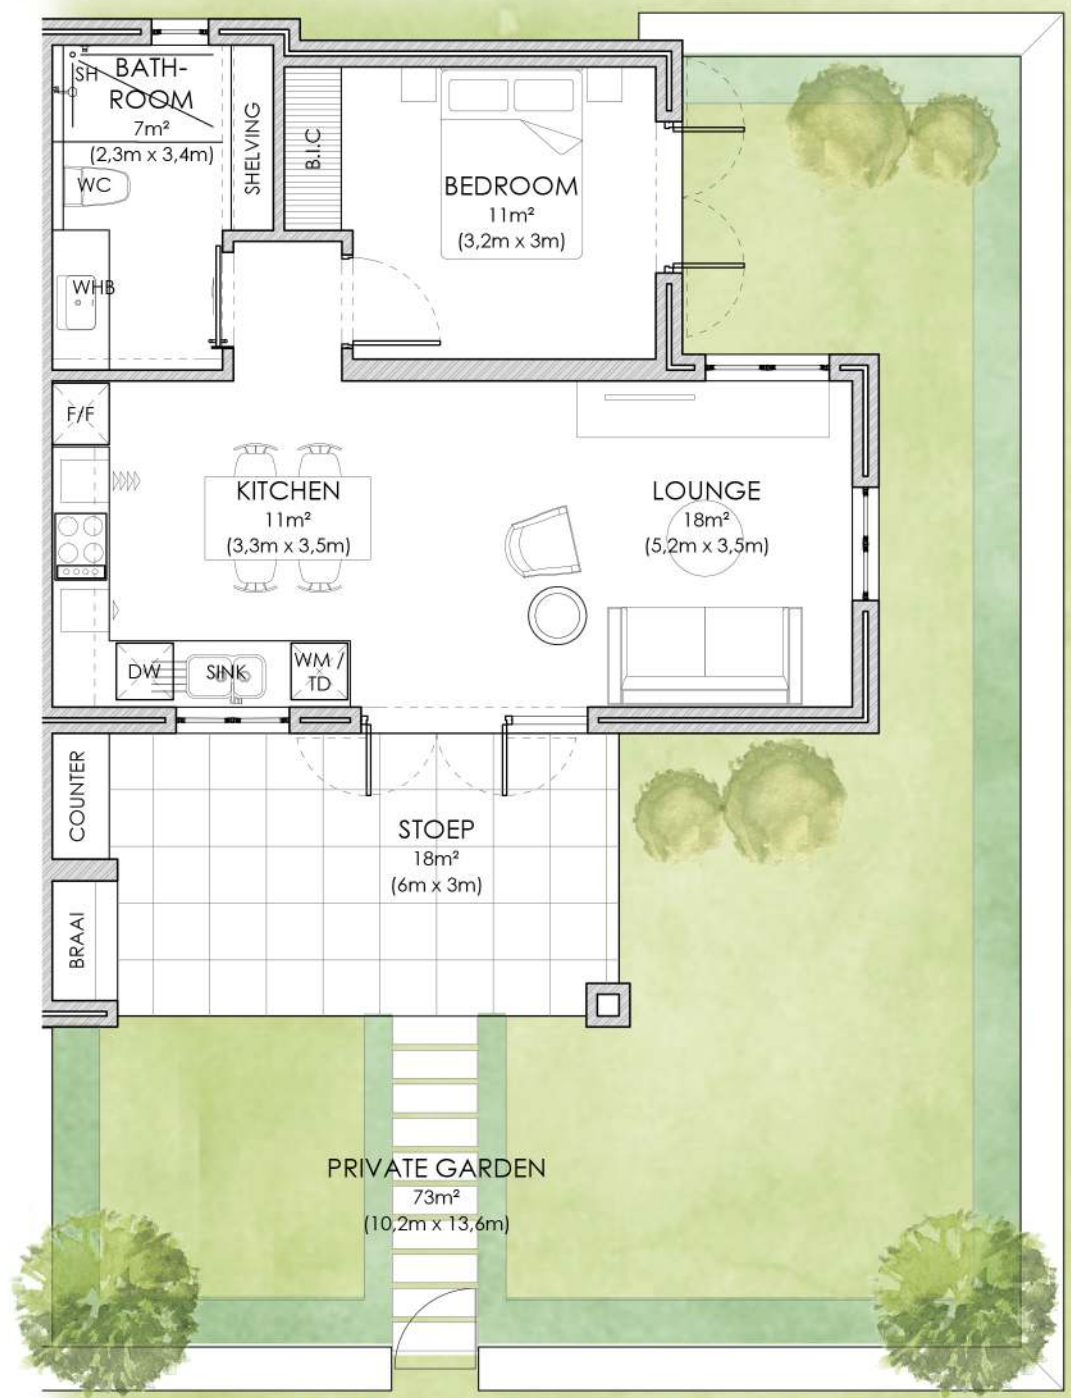 SH
BATH-
ROOM
7m²
(2,3m x 3,4m)
WC
WHB
SHELVING
B.I.C
BEDROOM
11m²
(3,2m x 3m)
F/F
KITCHEN
11m²
(3,3m x 3,5m)
LOUNGE
18m²
(5,2m x 3,5m)
DW
SINK
WM /
TD
COUNTER
STOEP
18m²
(6m x 3m)
BRAAI
PRIVATE GARDEN
73m²
(10,2m x 13,6m)